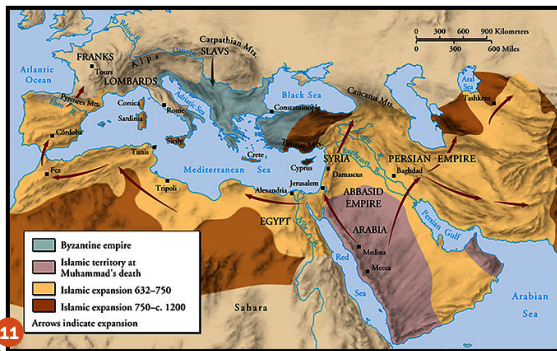 FRANKS
Tours
LOMBARDS
Alps
Danube
SLAVS
Carpathian Mts.
Atlantic
Ocean
Pyrenees Mts.
Ebro R.
Corsica
Sardinia
Rome
Adriatic Sea
Black Sea
Constantinople
Caucasus Mts.
Aral
Sea
Tashkent
0 300 600 900 Kilometers
0 300 600 Miles
Córdoba
Fez
Tunis
Sicily
Tripoli
Mediterranean Sea
Crete
Cyprus
Taurus Mts.
SYRIA
Damascus
Jerusalem
Alexandria
EGYPT
Nile R.
Euphrates R.
Baghdad
PERSIAN EMPIRE
ABBASID
EMPIRE
ARABIA
Medina
Mecca
Red
Sea
Persian Gulf
Arabian
Sea
Sahara
Byzantine empire
Islamic territory at
Muhammad's death
Islamic expansion 632–750
Islamic expansion 750–c. 1200
Arrows indicate expansion
11